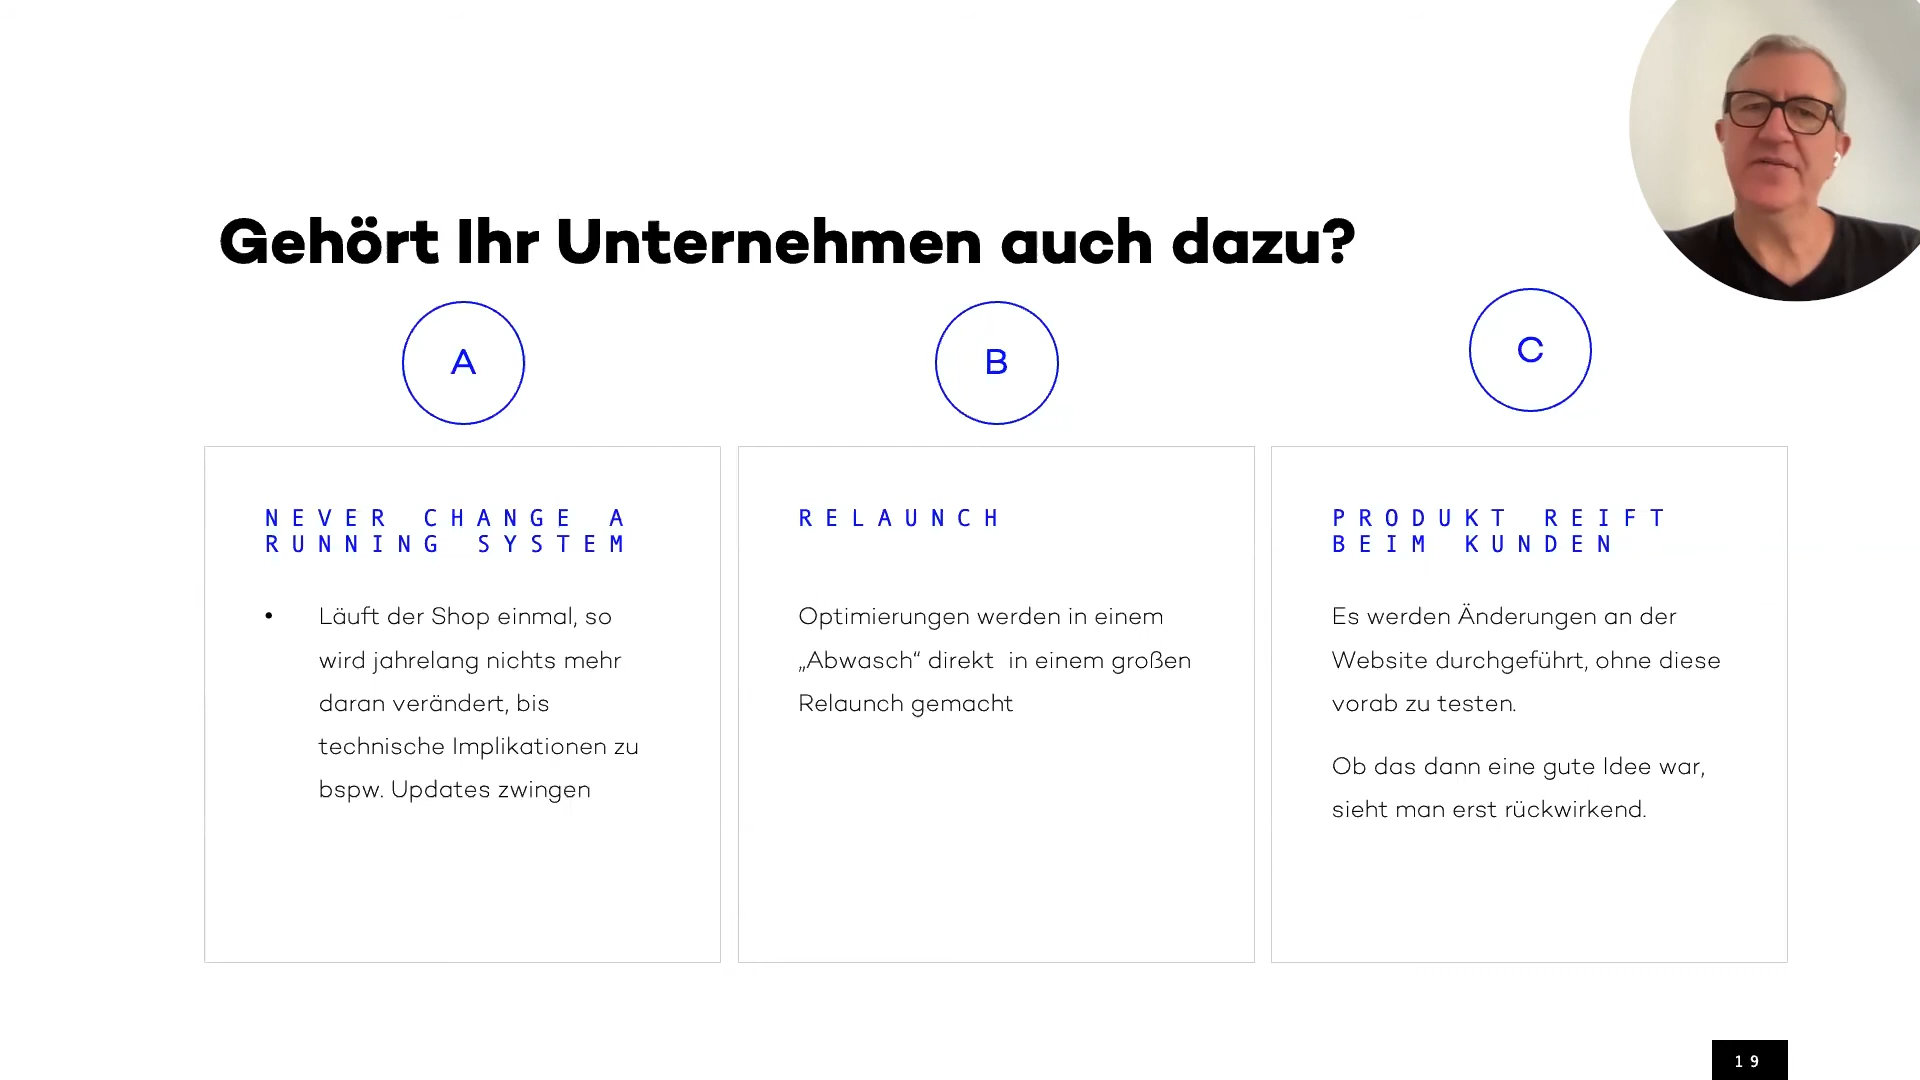 Gehört Ihr Unternehmen auch dazu?
A
NEVER CHANGE A
RUNNING SYSTEM
• Läuft der Shop einmal, so
wird jahrelang nichts mehr
daran verändert, bis
technische Implikationen zu
bspw. Updates zwingen
B
RELAUNCH
Optimierungen werden in einem
„Abwasch“ direkt  in einem großen
Relaunch gemacht
C
PRODUKT REIFT
BEIM KUNDEN
Es werden Änderungen an der
Website durchgeführt, ohne diese
vorab zu testen.
Ob das dann eine gute Idee war,
sieht man erst rückwirkend.
19